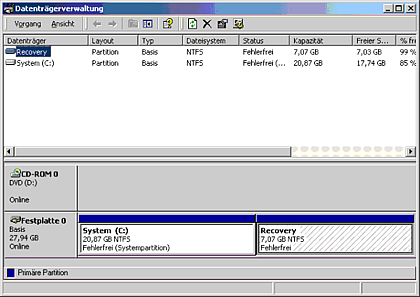 Datenträgerverwaltung
Vorgang Ansicht
Datenträger Layout Typ Dateisystem Status Kapazität Freier S... % fre
Recovery Partition Basis NTFS Fehlerfrei 7,07 GB 7,03 GB 99 %
System (C:) Partition Basis NTFS Fehlerfrei (... 20,87 GB 17,74 GB 85 %
CD-ROM 0
DVD (D:)
Online
Festplatte 0
Basis
27,94 GB
Online
System (C:)
20,87 GB NTFS
Fehlerfrei (Systempartition)
Recovery
7,07 GB NTFS
Fehlerfrei
Primäre Partition